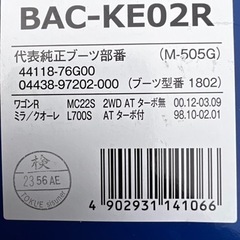 BAC-KE02R
代表純正ブーツ部番 (M-505G)
44118-76G00
04438-97202-000 (ブーツ型番 1802)
ワゴンR MC22S 2WD AT ターボ無 00.12-03.09
ミラ/クオーレ L700S AT ターボ付 98.10-02.01
検
23 56 AE
4 902931 141066